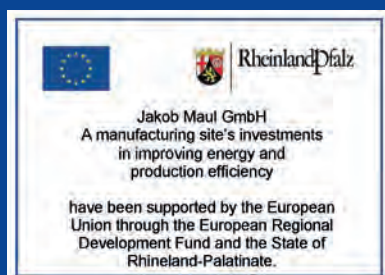 RheinlandPfalz
Jakob Maul GmbH
A manufacturing site's investments
in improving energy and
production efficiency
have been supported by the European
Union through the European Regional
Development Fund and the State of
Rhineland-Palatinate.